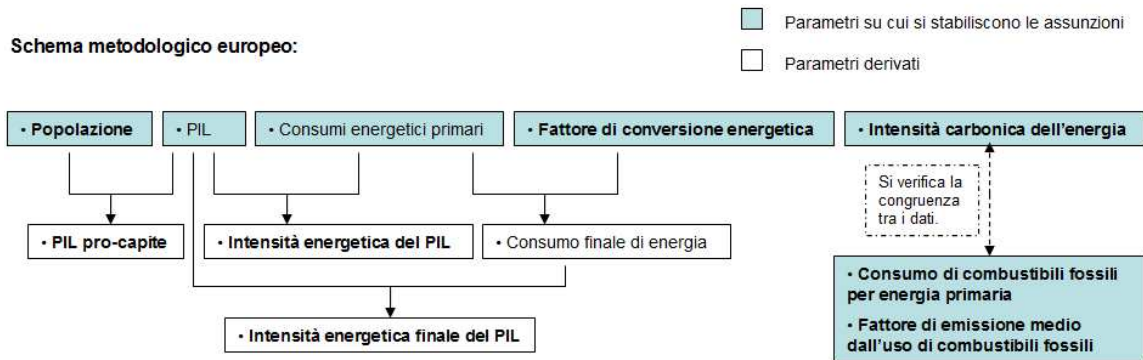 Parametri su cui si stabiliscono le assunzioni
Schema metodologico europeo:
Parametri derivati
• Popolazione
• PIL
• Consumi energetici primari
• Fattore di conversione energetica
• Intensità carbonica dell'energia
Si verifica la
congruenza
tra i dati.
• PIL pro-capite
• Intensità energetica del PIL
• Consumo finale di energia
• Consumo di combustibili fossili
per energia primaria
• Fattore di emissione medio
dall'uso di combustibili fossili
• Intensità energetica finale del PIL